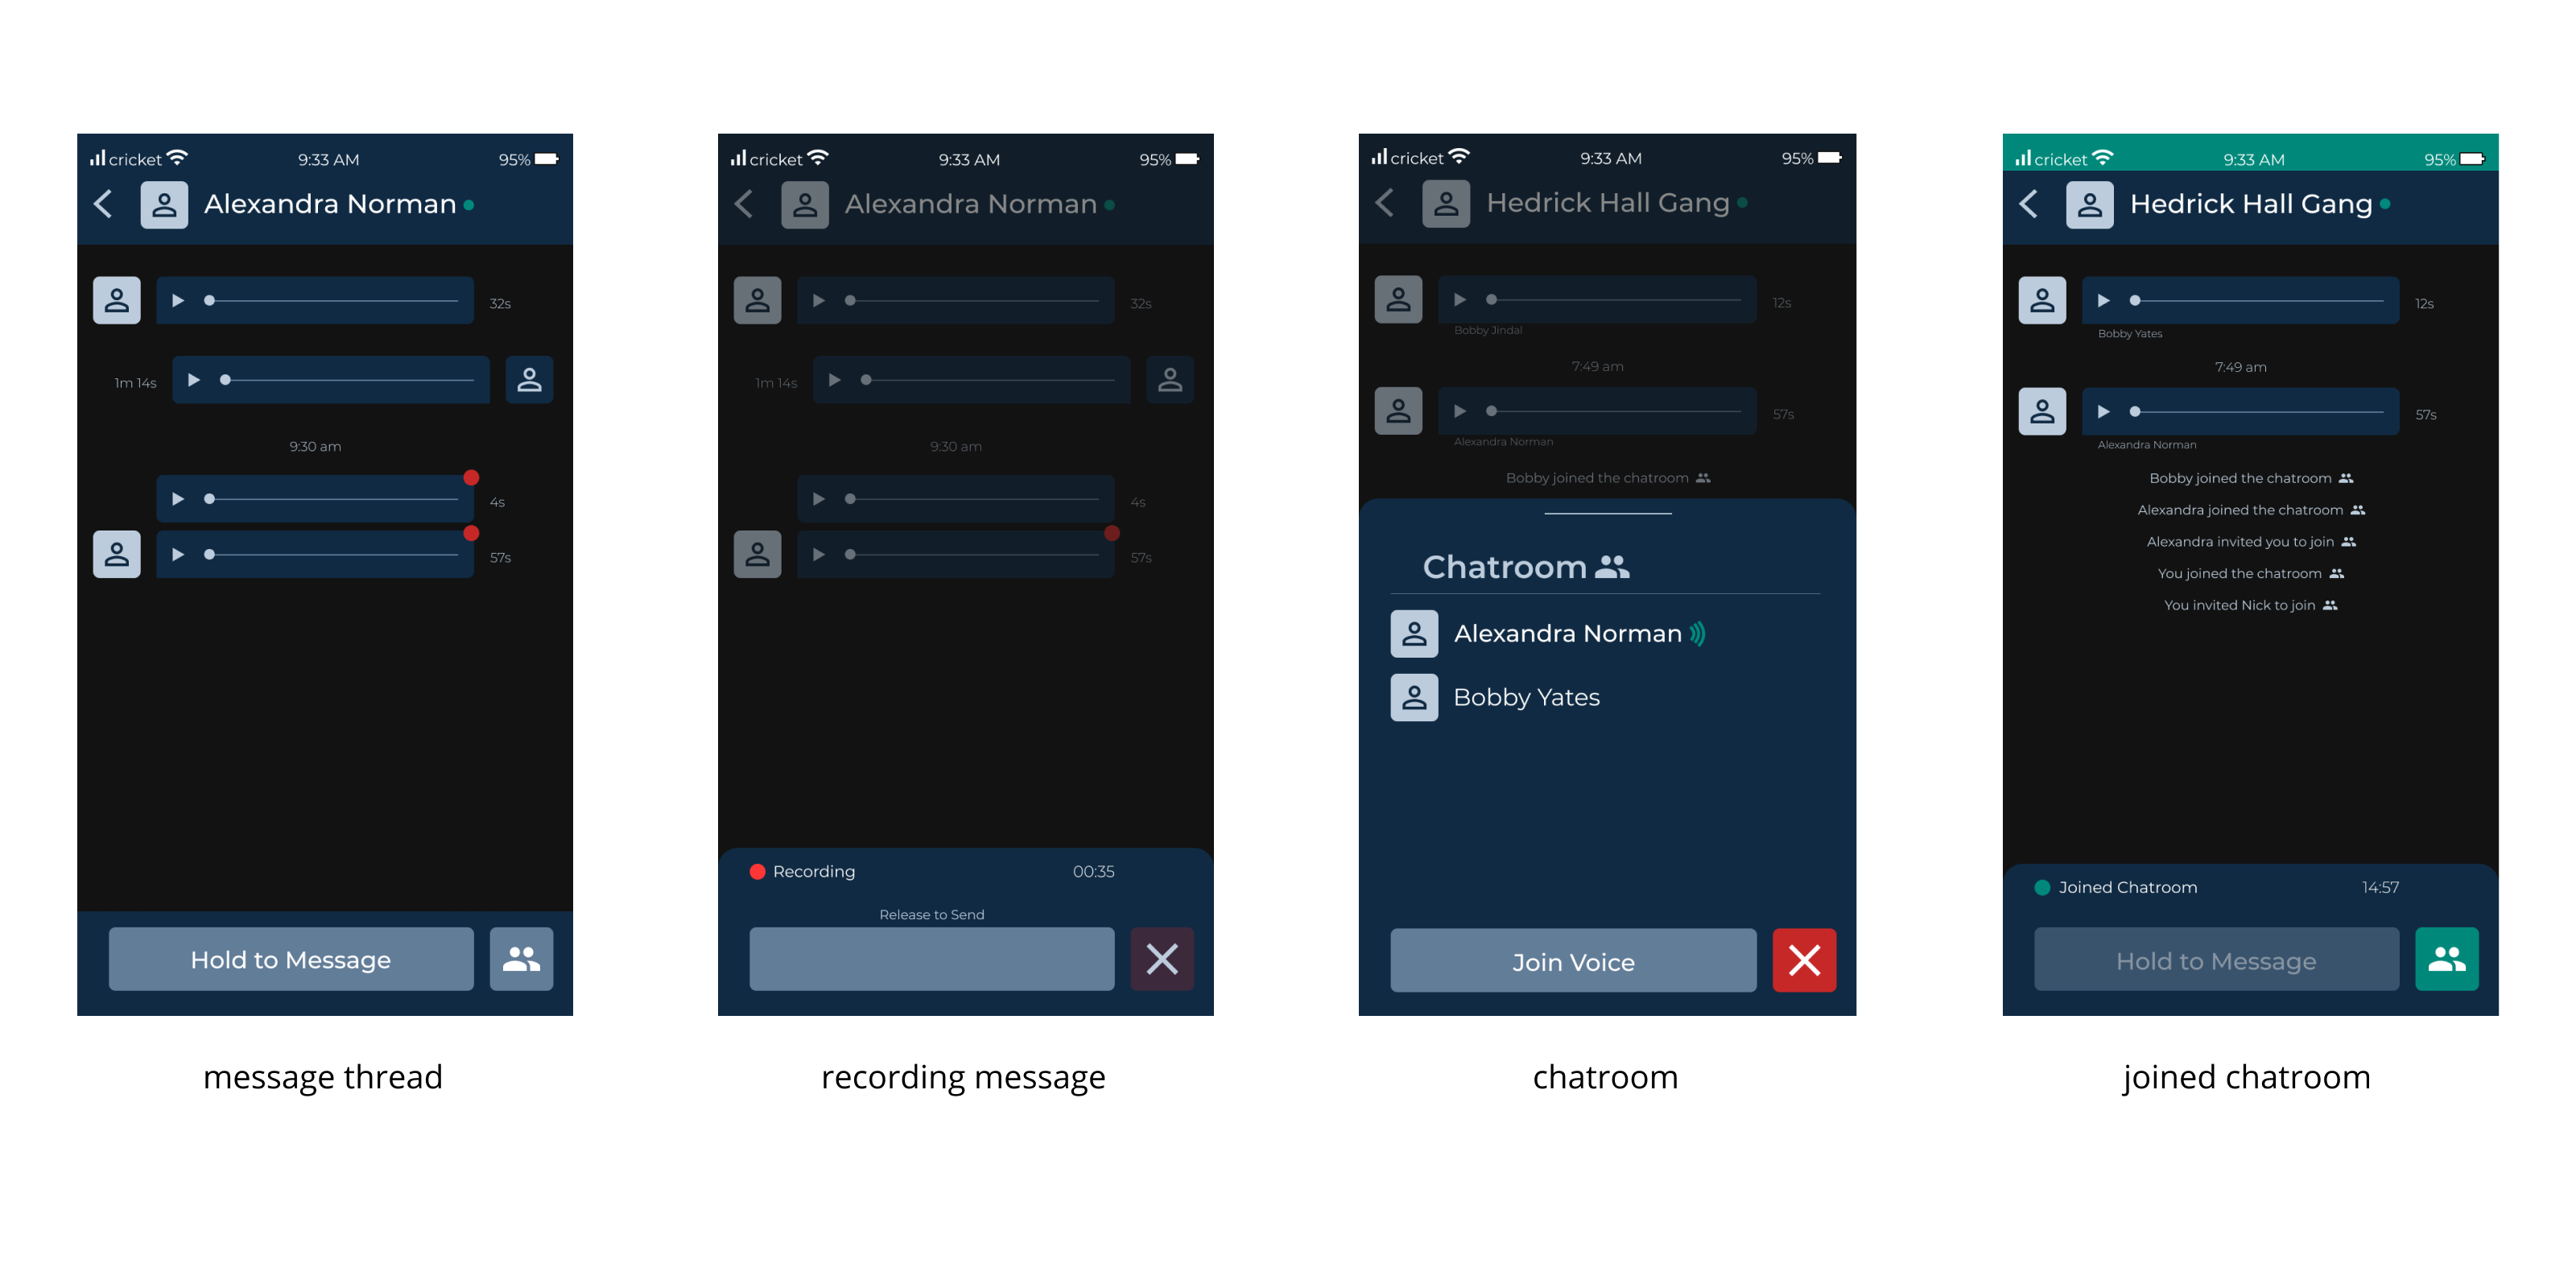 cricket 9:33 AM 95%
Alexandra Norman
32s
1m 14s
9:30 am
4s
57s
Hold to Message
message thread
cricket 9:33 AM 95%
Alexandra Norman
32s
1m 14s
9:30 am
4s
57s
Recording 00:35
Release to Send
recording message
cricket 9:33 AM 95%
Hedrick Hall Gang
12s
Bobby Jindal
7:49 am
57s
Alexandra Norman
Bobby joined the chatroom
Chatroom
Alexandra Norman
Bobby Yates
Join Voice
chatroom
cricket 9:33 AM 95%
Hedrick Hall Gang
12s
Bobby Yates
7:49 am
57s
Alexandra Norman
Bobby joined the chatroom
Alexandra joined the chatroom
Alexandra invited you to join
You joined the chatroom
You invited Nick to join
Joined Chatroom 14:57
Hold to Message
joined chatroom